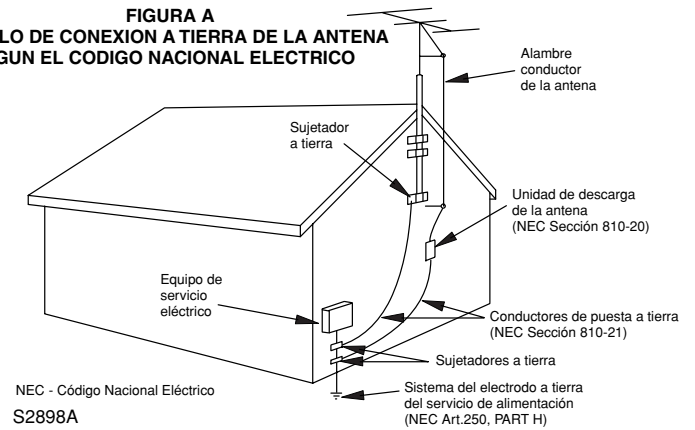 FIGURA A
LO DE CONEXION A TIERRA DE LA ANTENA
GUN EL CODIGO NACIONAL ELECTRICO
Alambre
conductor
de la antena
Sujetador
a tierra
Unidad de descarga
de la antena
(NEC Sección 810-20)
Equipo de
servicio
eléctrico
Conductores de puesta a tierra
(NEC Sección 810-21)
Sujetadores a tierra
NEC - Código Nacional Eléctrico
Sistema del electrodo a tierra
del servicio de alimentación
(NEC Art.250, PART H)
S2898A